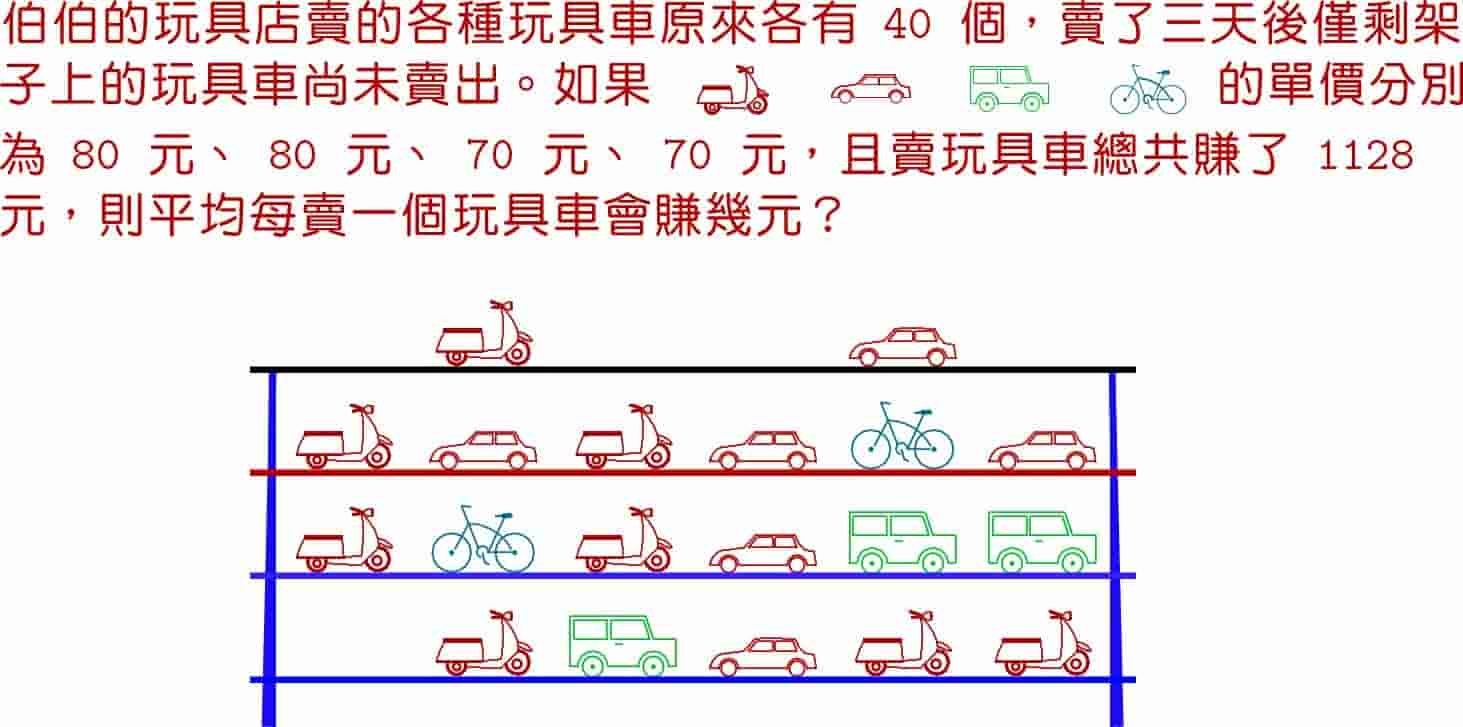 伯伯的玩具店賣的各種玩具車原來各有 40 個，賣了三天後僅剩架
子上的玩具車尚未賣出。如果 的單價分別
為 80 元、 80 元、 70 元、 70 元，且賣玩具車總共賺了 1128
元，則平均每賣一個玩具車會賺幾元？